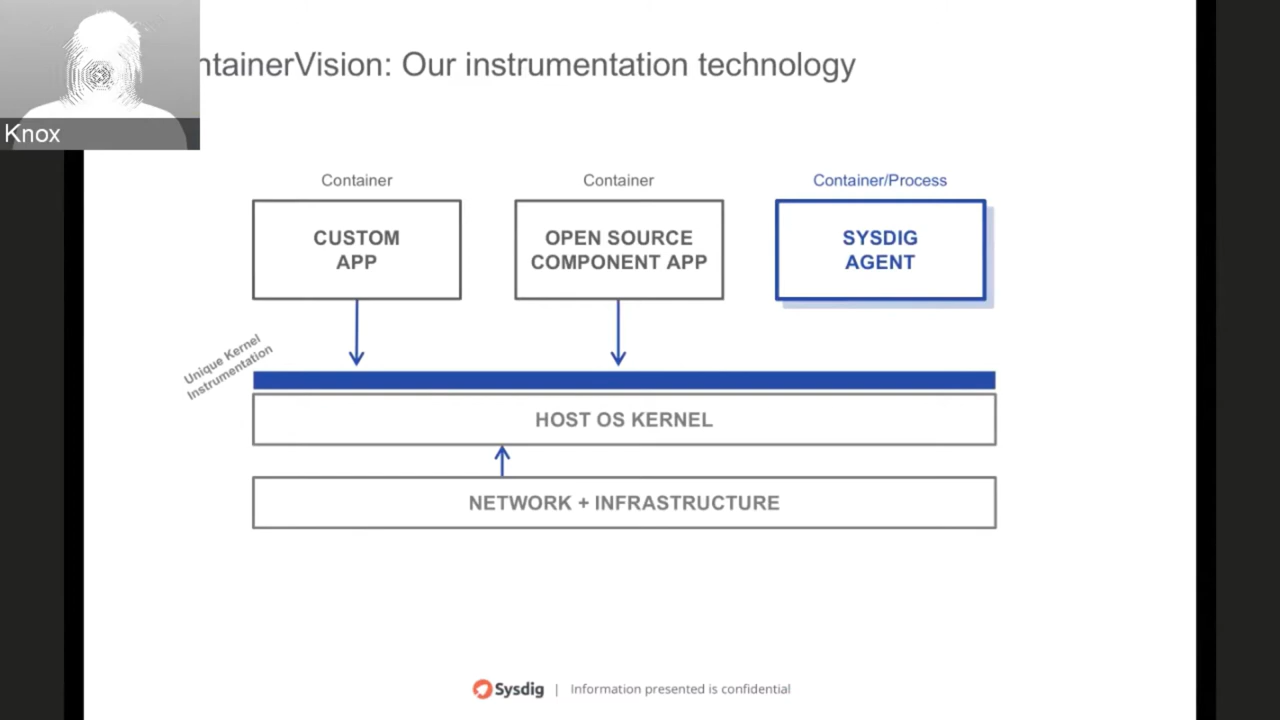 ntainerVision: Our instrumentation technology
Knox
Container
Container
Container/Process
CUSTOM
APP
OPEN SOURCE
COMPONENT APP
SYSDIG
AGENT
Unique Kernel
Instrumentation
HOST OS KERNEL
NETWORK + INFRASTRUCTURE
Sysdig | Information presented is confidential